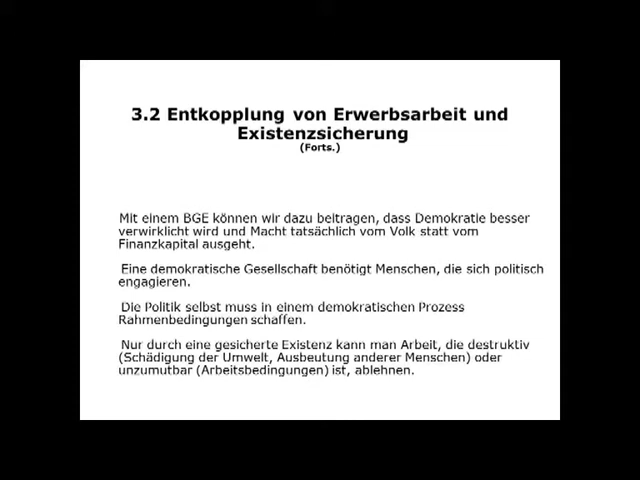 3.2 Entkopplung von Erwerbsarbeit und
Existenzsicherung
(Forts.)
Mit einem BGE können wir dazu beitragen, dass Demokratie besser
verwirklicht wird und Macht tatsächlich vom Volk statt vom
Finanzkapital ausgeht.
Eine demokratische Gesellschaft benötigt Menschen, die sich politisch
engagieren.
Die Politik selbst muss in einem demokratischen Prozess
Rahmenbedingungen schaffen.
Nur durch eine gesicherte Existenz kann man Arbeit, die destruktiv
(Schädigung der Umwelt, Ausbeutung anderer Menschen) oder
unzumutbar (Arbeitsbedingungen) ist, ablehnen.